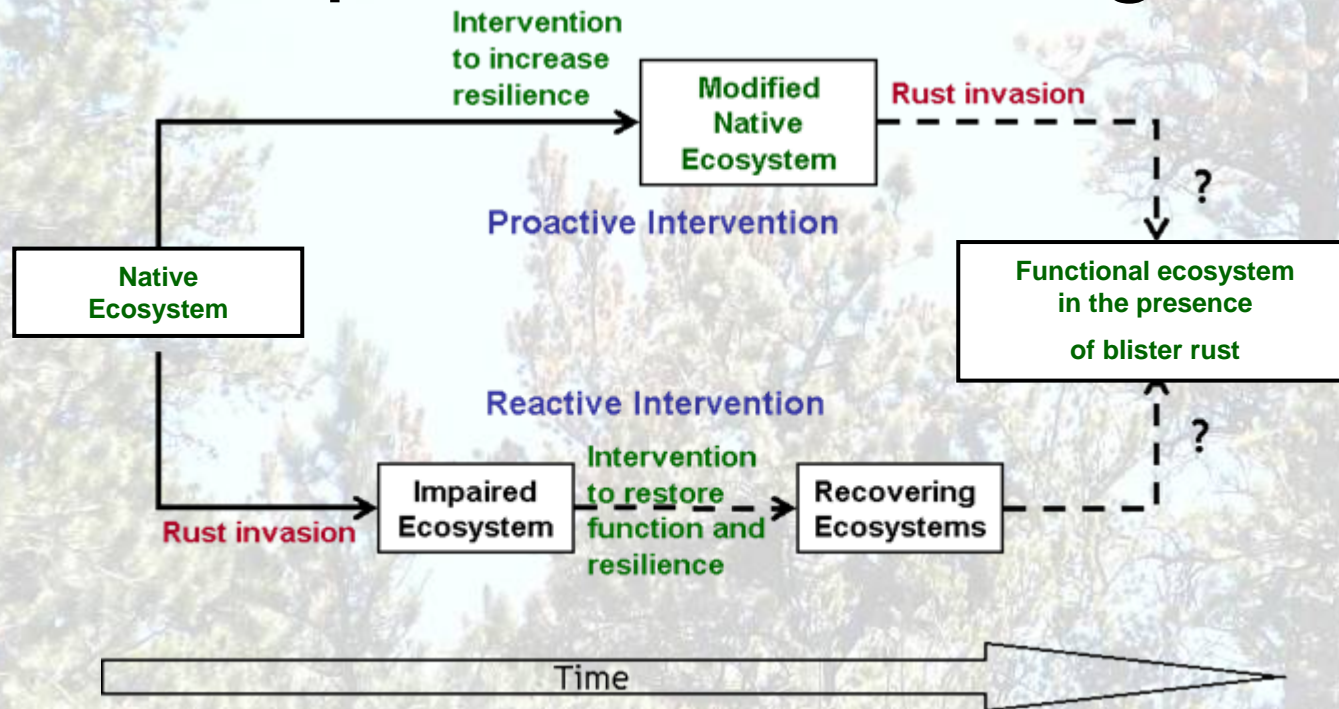 Intervention
to increase
resilience
Modified
Native
Ecosystem
Rust invasion
?
Proactive Intervention
Native
Ecosystem
Functional ecosystem
in the presence
of blister rust
Reactive Intervention
?
Rust invasion
Impaired
Ecosystem
Intervention
to restore
function and
resilience
Recovering
Ecosystems
Time